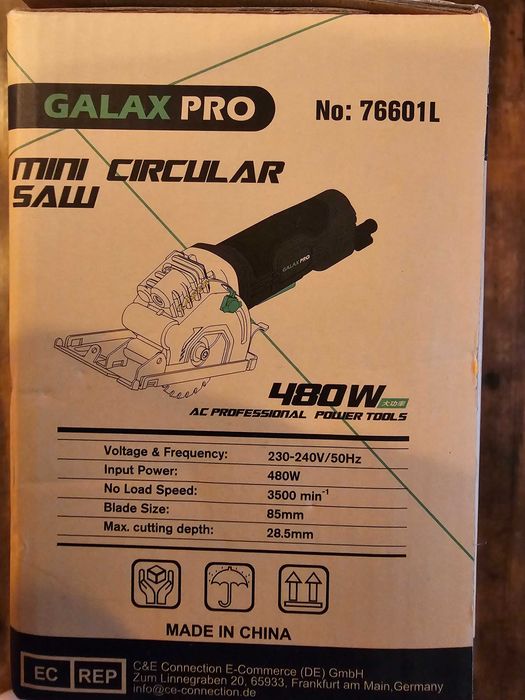 GALAX PRO
No: 76601L
MINI CIRCULAR
SAW
GALAX PRO
480W 大功率
AC PROFESSIONAL POWER TOOLS
Voltage & Frequency: 230-240V/50Hz
Input Power: 480W
No Load Speed: 3500 min⁻¹
Blade Size: 85mm
Max. cutting depth: 28.5mm
MADE IN CHINA
EC REP
C&E Connection E-Commerce (DE) GmbH
Zum Linnegraben 20, 65933, Frankfurt am Main,Germany
info@ce-connection.de